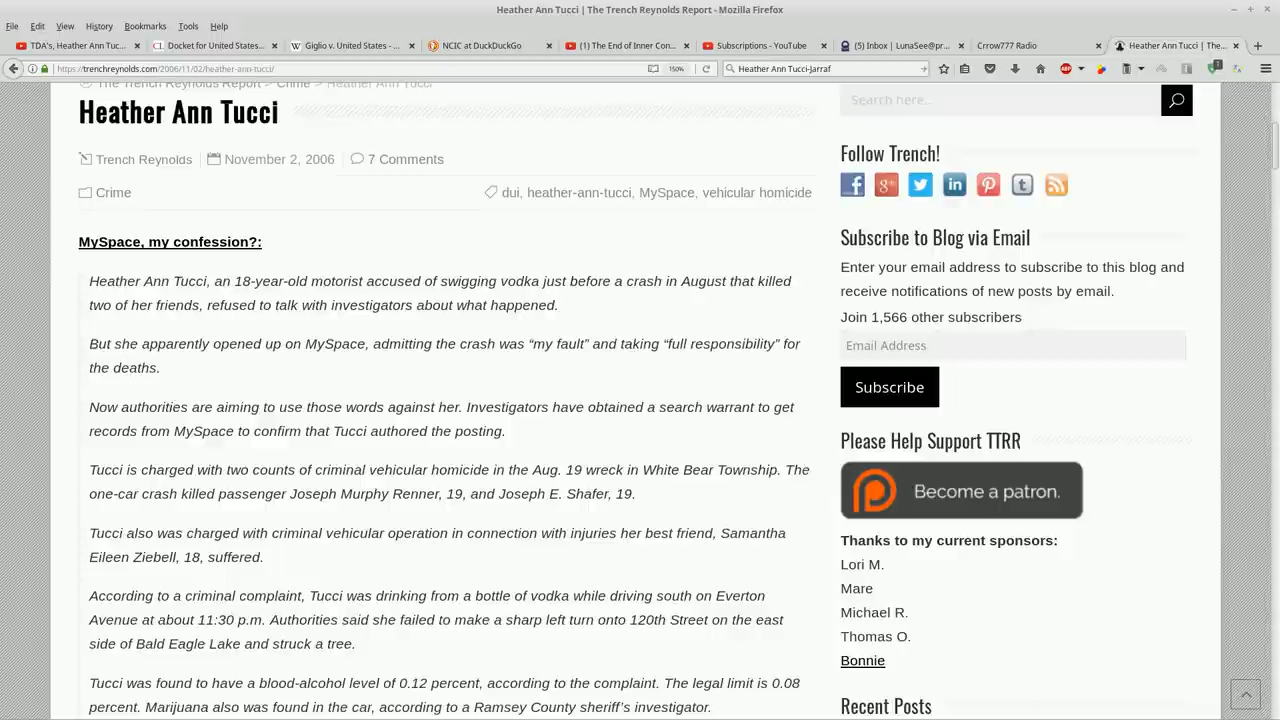 Heather Ann Tucci | The Trench Reynolds Report - Mozilla Firefox
File Edit View History Bookmarks Tools Help
TDA's, Heather Ann Tuc... Docket for United States... Giglio v. United States - ... NCIC at DuckDuckGo (1) The End of Inner Con... Subscriptions - YouTube (5) Inbox | LunaSee@pr... Crrow777 Radio Heather Ann Tucci | The...
https://trenchreynolds.com/2006/11/02/heather-ann-tucci/ 150% Heather Ann Tucci-Jarraf
The Trench Reynolds Report > Crime > Heather Ann Tucci
Heather Ann Tucci
Trench Reynolds November 2, 2006 7 Comments
Crime dui, heather-ann-tucci, MySpace, vehicular homicide
MySpace, my confession?:
Heather Ann Tucci, an 18-year-old motorist accused of swigging vodka just before a crash in August that killed
two of her friends, refused to talk with investigators about what happened.
But she apparently opened up on MySpace, admitting the crash was “my fault” and taking “full responsibility” for
the deaths.
Now authorities are aiming to use those words against her. Investigators have obtained a search warrant to get
records from MySpace to confirm that Tucci authored the posting.
Tucci is charged with two counts of criminal vehicular homicide in the Aug. 19 wreck in White Bear Township. The
one-car crash killed passenger Joseph Murphy Renner, 19, and Joseph E. Shafer, 19.
Tucci also was charged with criminal vehicular operation in connection with injuries her best friend, Samantha
Eileen Ziebell, 18, suffered.
According to a criminal complaint, Tucci was drinking from a bottle of vodka while driving south on Everton
Avenue at about 11:30 p.m. Authorities said she failed to make a sharp left turn onto 120th Street on the east
side of Bald Eagle Lake and struck a tree.
Tucci was found to have a blood-alcohol level of 0.12 percent, according to the complaint. The legal limit is 0.08
percent. Marijuana also was found in the car, according to a Ramsey County sheriff’s investigator.
Search here...
Follow Trench!
Subscribe to Blog via Email
Enter your email address to subscribe to this blog and
receive notifications of new posts by email.
Join 1,566 other subscribers
Email Address
Subscribe
Please Help Support TTRR
Become a patron.
Thanks to my current sponsors:
Lori M.
Mare
Michael R.
Thomas O.
Bonnie
Recent Posts